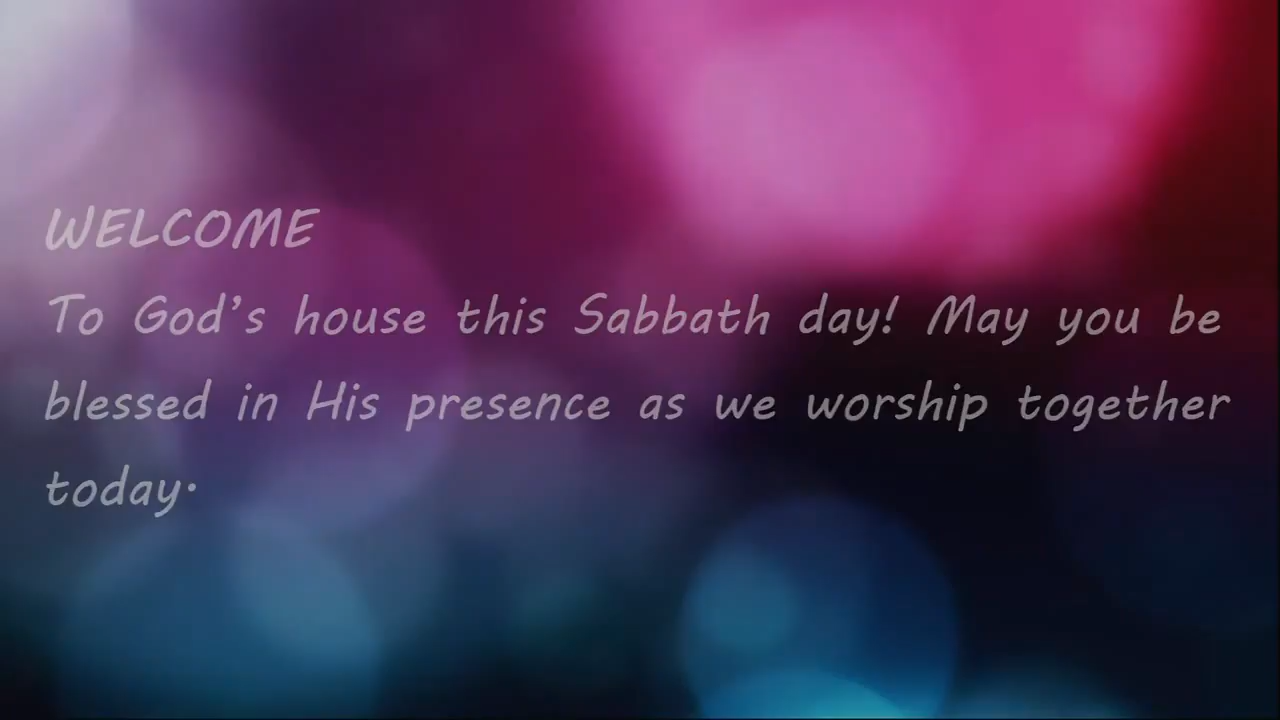 WELCOME
To God’s house this Sabbath day! May you be
blessed in His presence as we worship together
today.